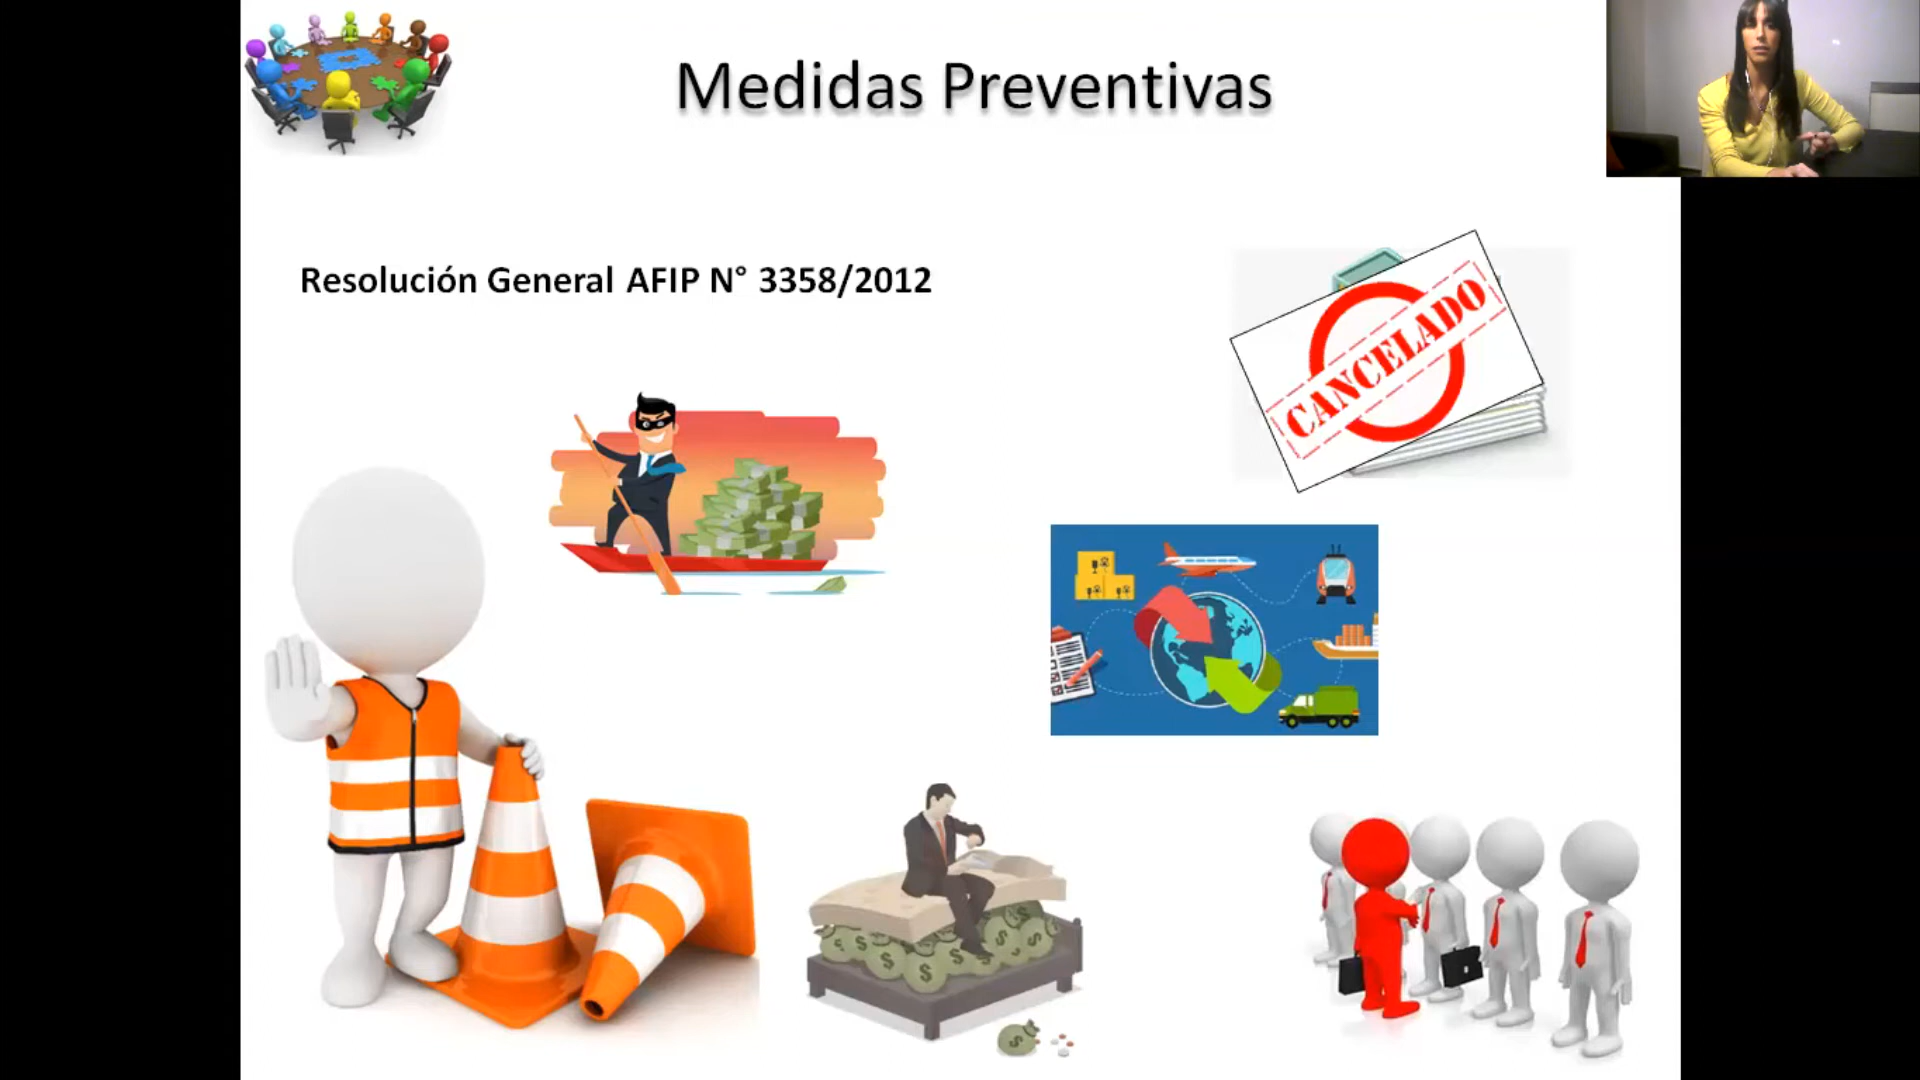 Medidas Preventivas
Resolución General AFIP N° 3358/2012
CANCELADO
$ $ $ $ $ $ $
$